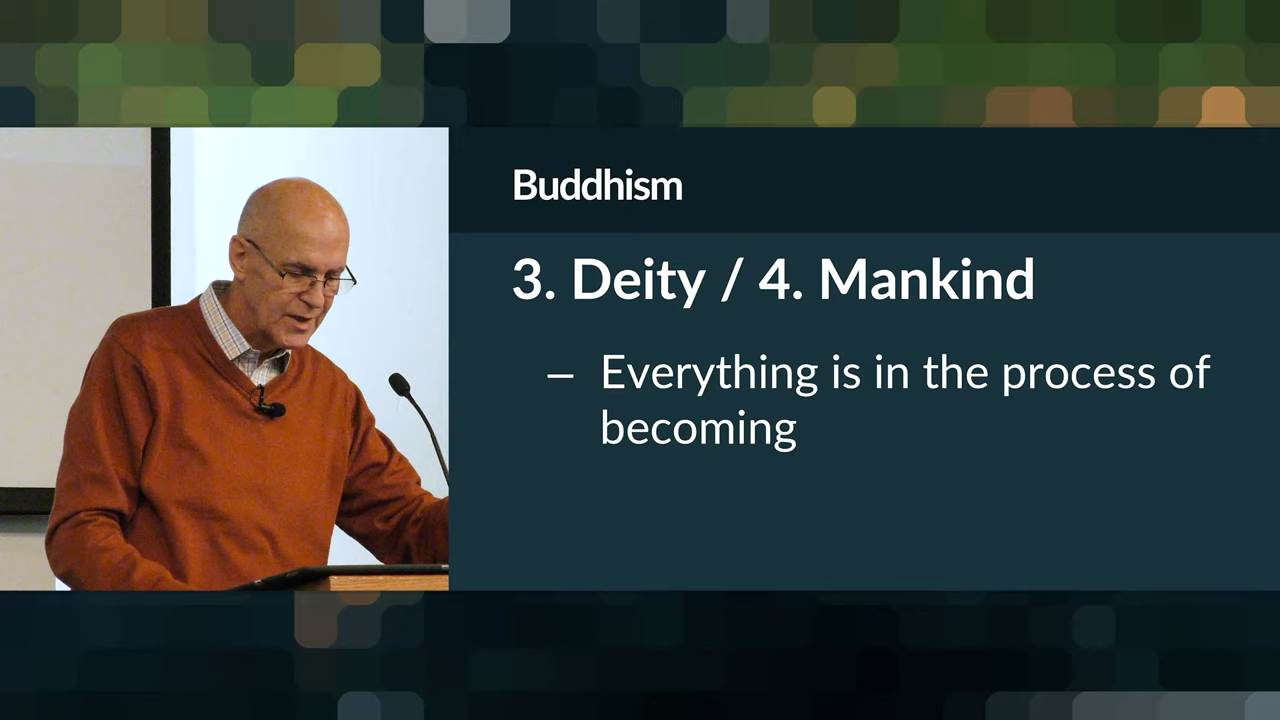 Buddhism
3. Deity / 4. Mankind
– Everything is in the process of
becoming